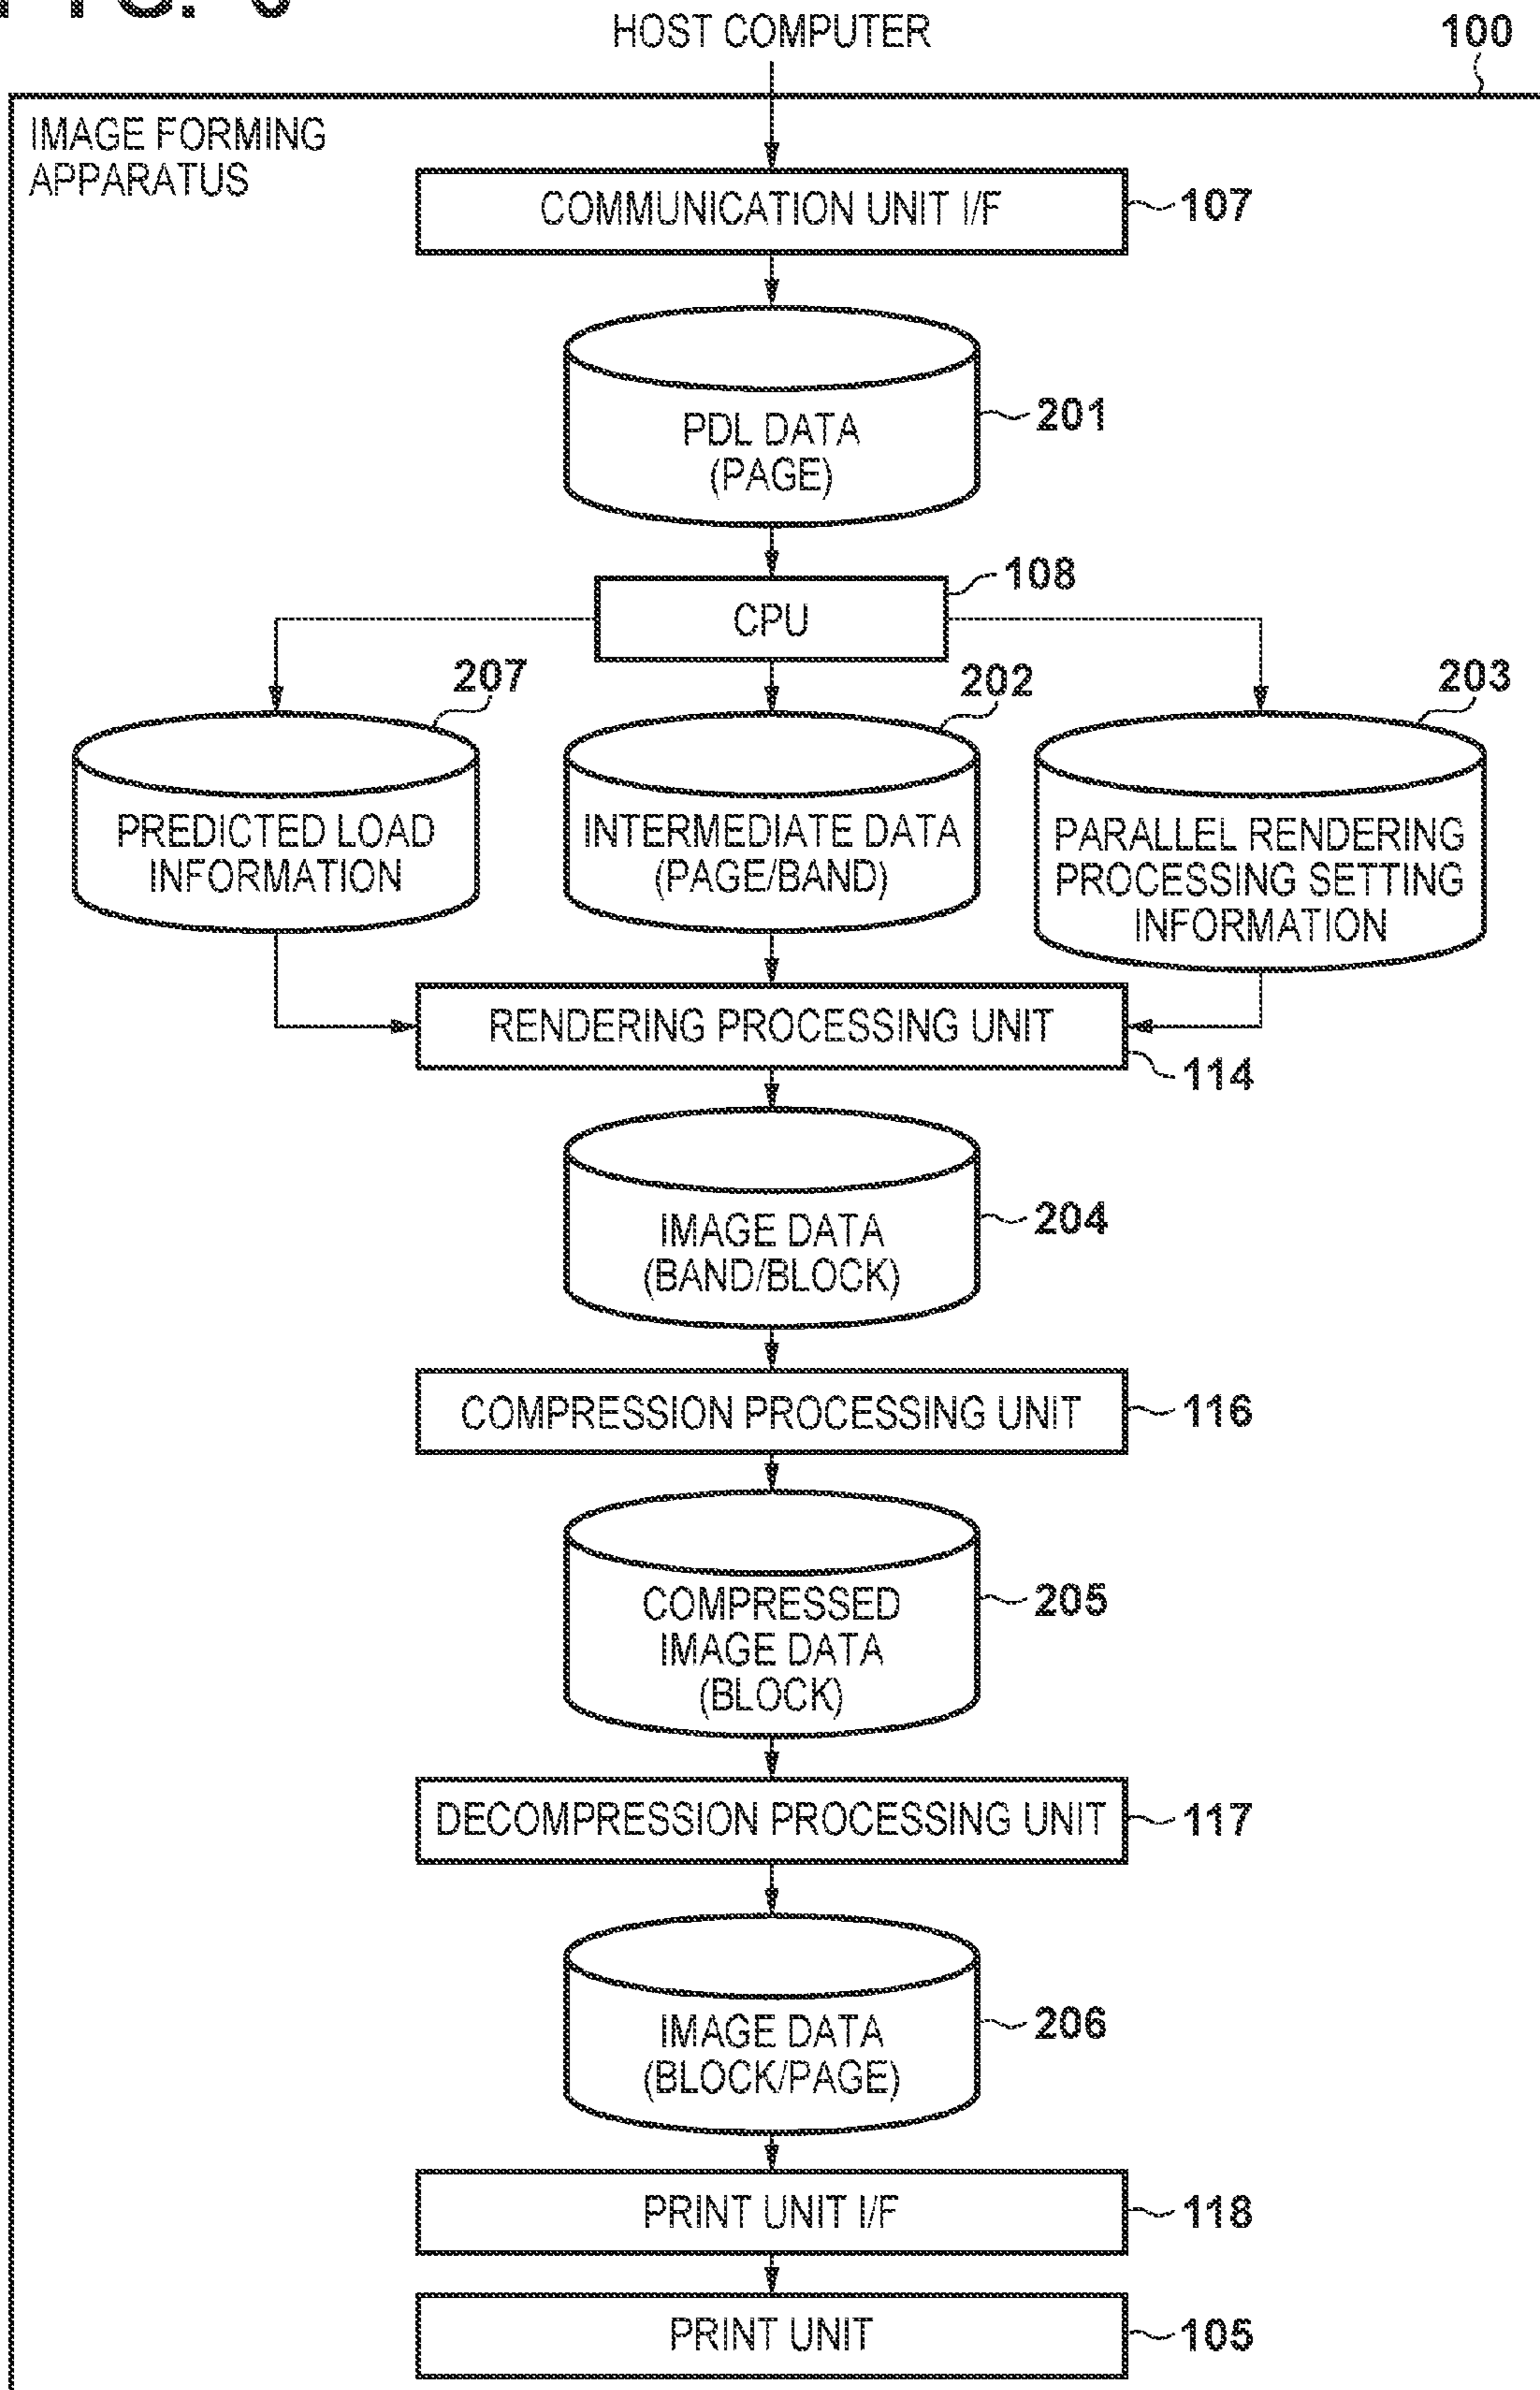 HOST COMPUTER
100
IMAGE FORMING
APPARATUS
COMMUNICATION UNIT I/F
107
PDL DATA
(PAGE)
201
108
CPU
207
202
203
PREDICTED LOAD
INFORMATION
INTERMEDIATE DATA
(PAGE/BAND)
PARALLEL RENDERING
PROCESSING SETTING
INFORMATION
RENDERING PROCESSING UNIT
114
IMAGE DATA
(BAND/BLOCK)
204
COMPRESSION PROCESSING UNIT
116
COMPRESSED
IMAGE DATA
(BLOCK)
205
DECOMPRESSION PROCESSING UNIT
117
IMAGE DATA
(BLOCK/PAGE)
206
PRINT UNIT I/F
118
PRINT UNIT
105